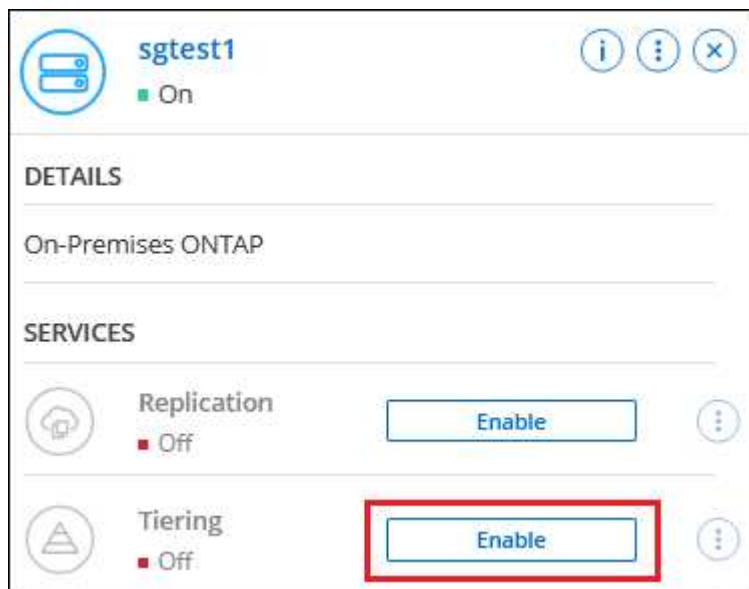 sgtest1
On
DETAILS
On-Premises ONTAP
SERVICES
Replication
Off
Enable
Tiering
Off
Enable